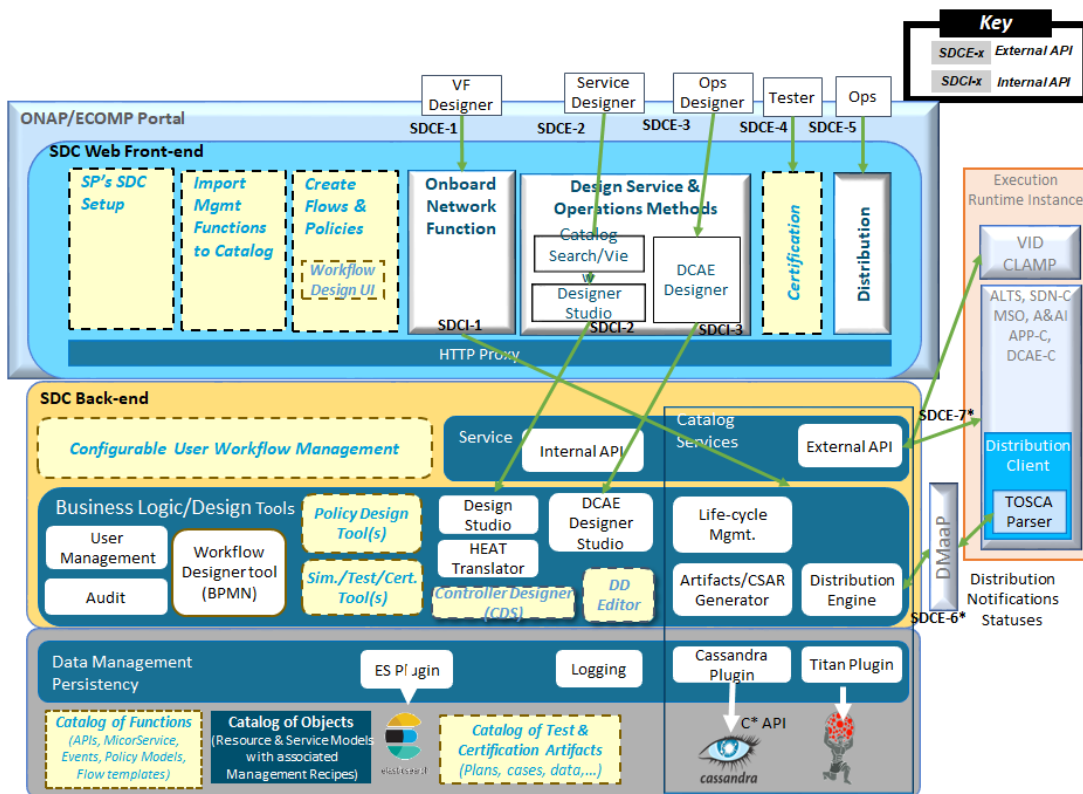 Key
SDCE-x External API
SDCI-x Internal API
VF
Designer
Service
Designer
Ops
Designer
Tester
Ops
ONAP/ECOMP Portal
SDCE-1
SDCE-2
SDCE-3
SDCE-4
SDCE-5
SDC Web Front-end
SP's SDC
Setup
Import
Mgmt
Functions
to Catalog
Create
Flows &
Policies
Workflow
Design UI
Onboard
Network
Function
SDCI-1
Design Service &
Operations Methods
Catalog
Search/Vie
w
Designer
Studio
SDCI-2
DCAE
Designer
SDCI-3
Certification
Distribution
HTTP Proxy
Execution
Runtime Instance
VID
CLAMP
ALTS, SDN-C
MSO, A&AI
APP-C,
DCAE-C
SDCE-7*
Distribution
Client
TOSCA
Parser
DMaaP
SDCE-6*
Distribution
Notifications
Statuses
SDC Back-end
Configurable User Workflow Management
Service
Internal API
Catalog
Services
External API
Business Logic/Design Tools
User
Management
Audit
Workflow
Designer tool
(BPMN)
Policy Design
Tool(s)
Sim./Test/Cert.
Tool(s)
Design
Studio
HEAT
Translator
Controller Designer
(CDS)
DCAE
Designer
Studio
DD
Editor
Life-cycle
Mgmt.
Artifacts/CSAR
Generator
Distribution
Engine
Data Management
Persistency
ES Plugin
Logging
Cassandra
Plugin
Titan Plugin
Catalog of Functions
(APIs, MicorService,
Events, Policy Models,
Flow templates)
Catalog of Objects
(Resource & Service Models
with associated
Management Recipes)
elasticsearch
Catalog of Test &
Certification Artifacts
(Plans, cases, data,...)
C* API
cassandra